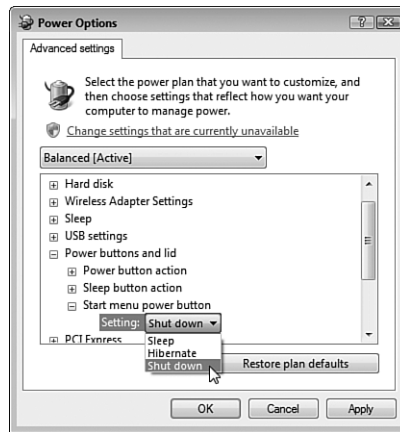 Power Options
Advanced settings
Select the power plan that you want to customize, and
then choose settings that reflect how you want your
computer to manage power.
Change settings that are currently unavailable
Balanced [Active]
Hard disk
Wireless Adapter Settings
Sleep
USB settings
Power buttons and lid
Power button action
Sleep button action
Start menu power button
Setting: Shut down
PCI Express
Sleep
Hibernate
Shut down
Restore plan defaults
OK Cancel Apply